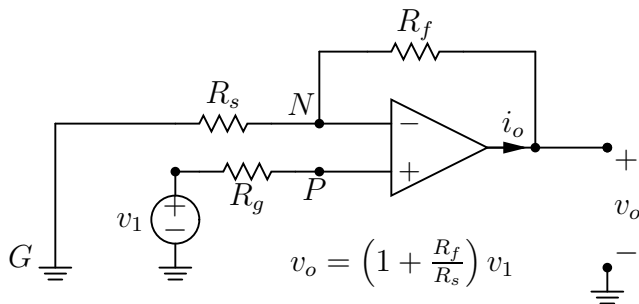 R_f
R_s
N
−
i_o
+
+
P
R_g
+
−
v_1
v_o
G
v_o = (1 + R_f/R_s) v_1
−